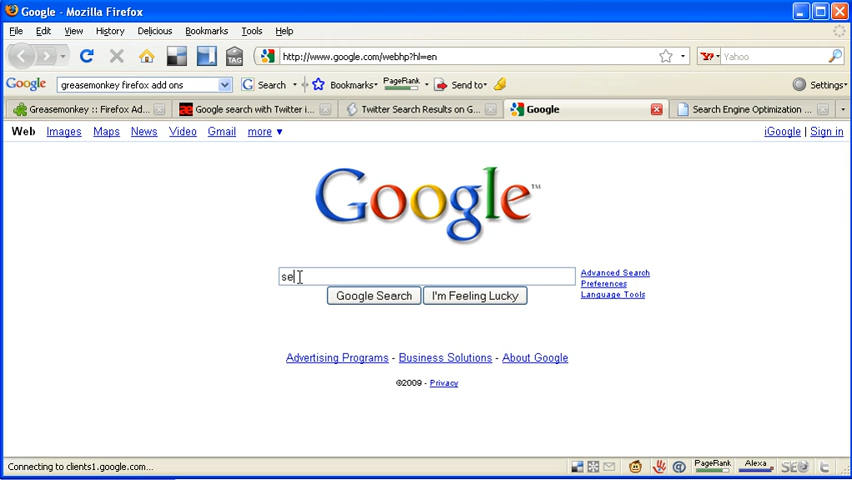 Google - Mozilla Firefox
File Edit View History Delicious Bookmarks Tools Help
TAG http://www.google.com/webhp?hl=en Y! Yahoo
Google greasemonkey firefox add ons G Search Bookmarks PageRank Send to Settings
Greasemonkey :: Firefox Ad... Google search with Twitter i... Twitter Search Results on G... Google Search Engine Optimization ...
Web Images Maps News Video Gmail more ▼ iGoogle | Sign in
Google™
se
Advanced Search
Preferences
Language Tools
Google Search I'm Feeling Lucky
Advertising Programs - Business Solutions - About Google
©2009 - Privacy
Connecting to clients1.google.com... PageRank Alexa SEO t